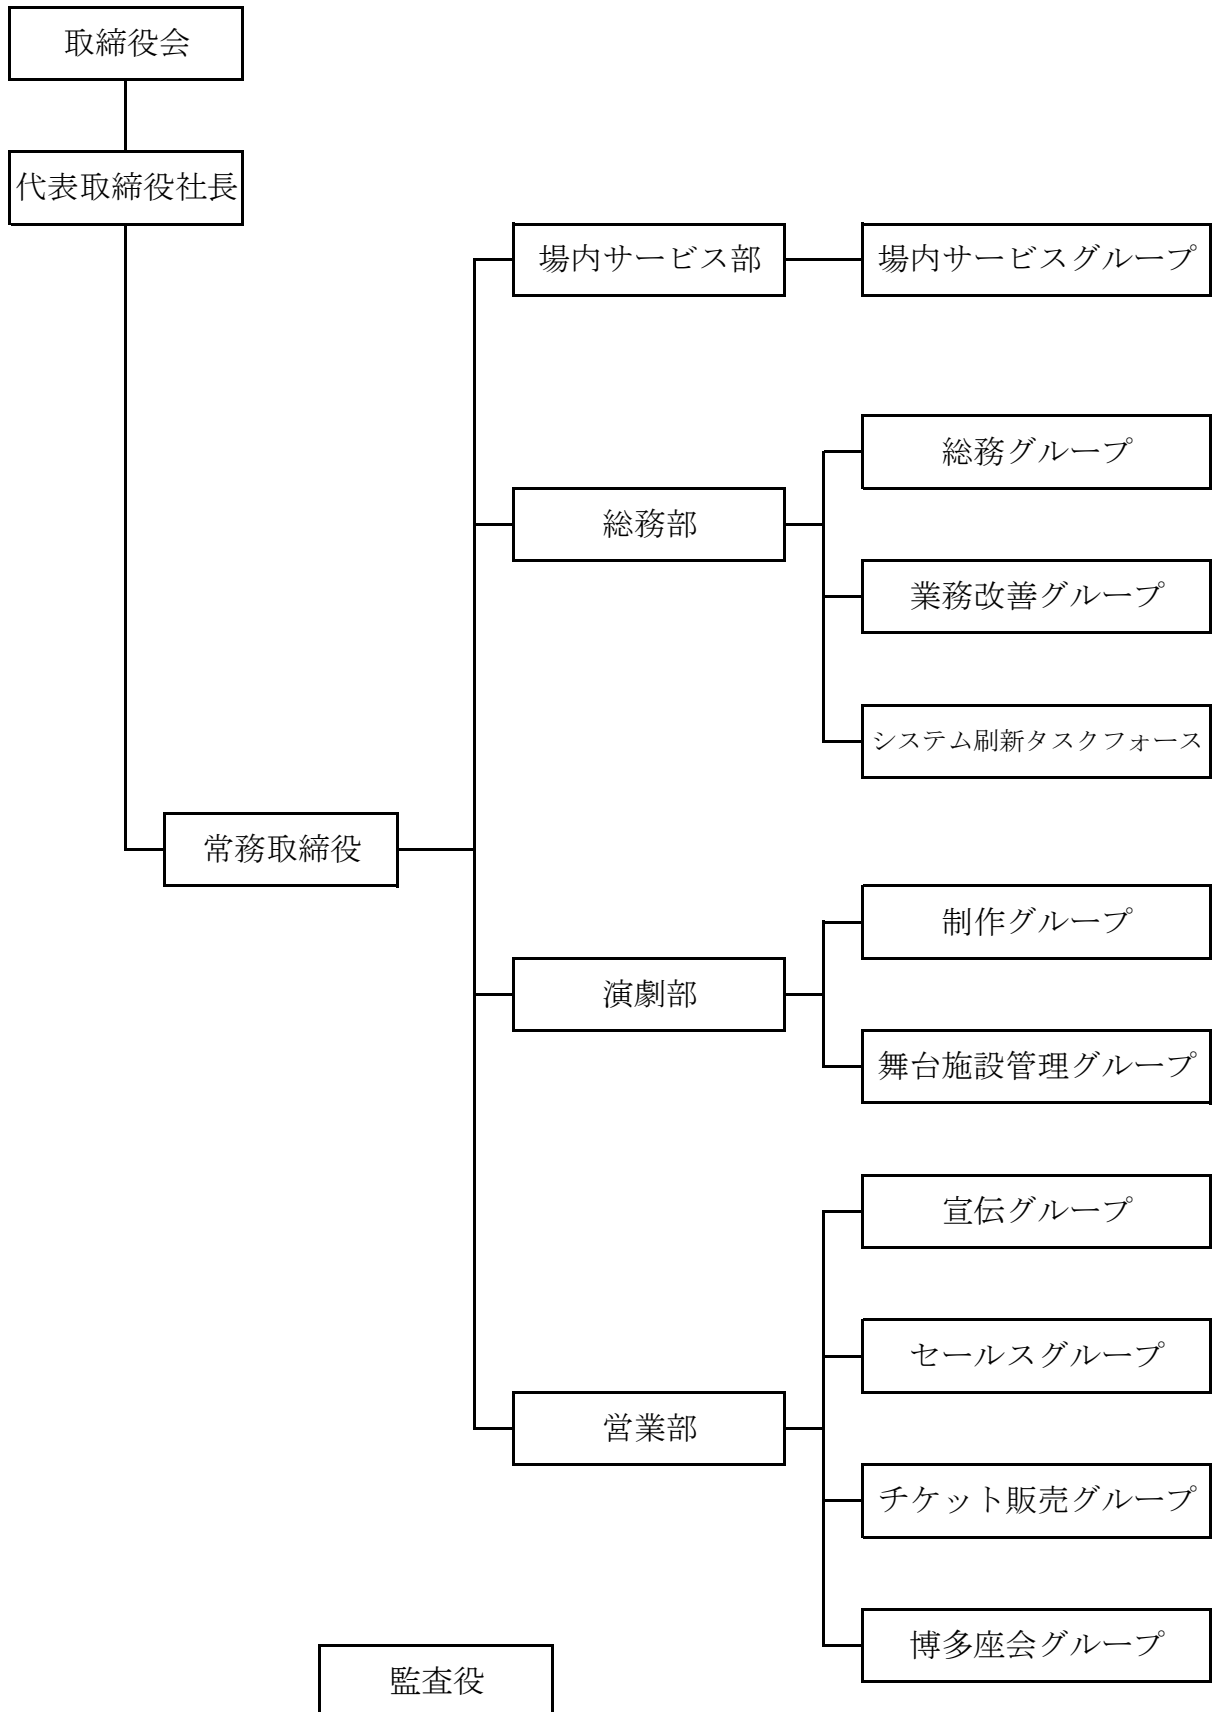 取締役会
代表取締役社長
場内サービス部
場内サービスグループ
総務グループ
総務部
業務改善グループ
システム刷新タスクフォース
常務取締役
制作グループ
演劇部
舞台施設管理グループ
宣伝グループ
セールスグループ
営業部
チケット販売グループ
博多座会グループ
監査役